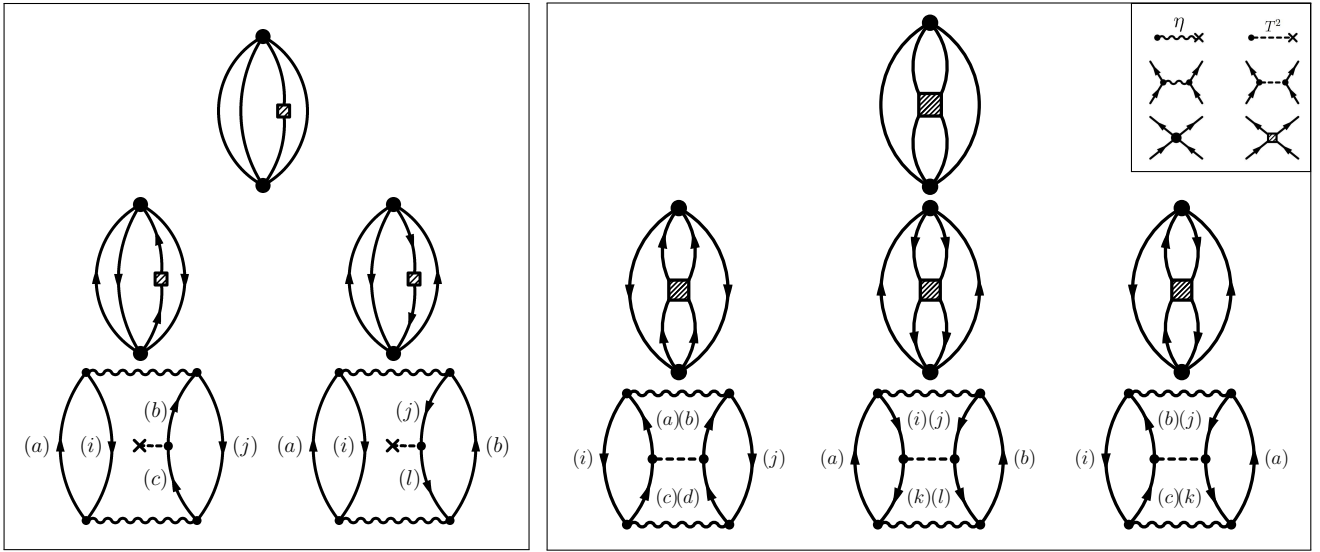 η T²
(b) (j)
(a) (i) (j) (a) (i) (b)
(c) (l)
(a)(b) (i)(j) (b)(j)
(i) (j) (a) (b) (i) (a)
(c)(d) (k)(l) (c)(k)